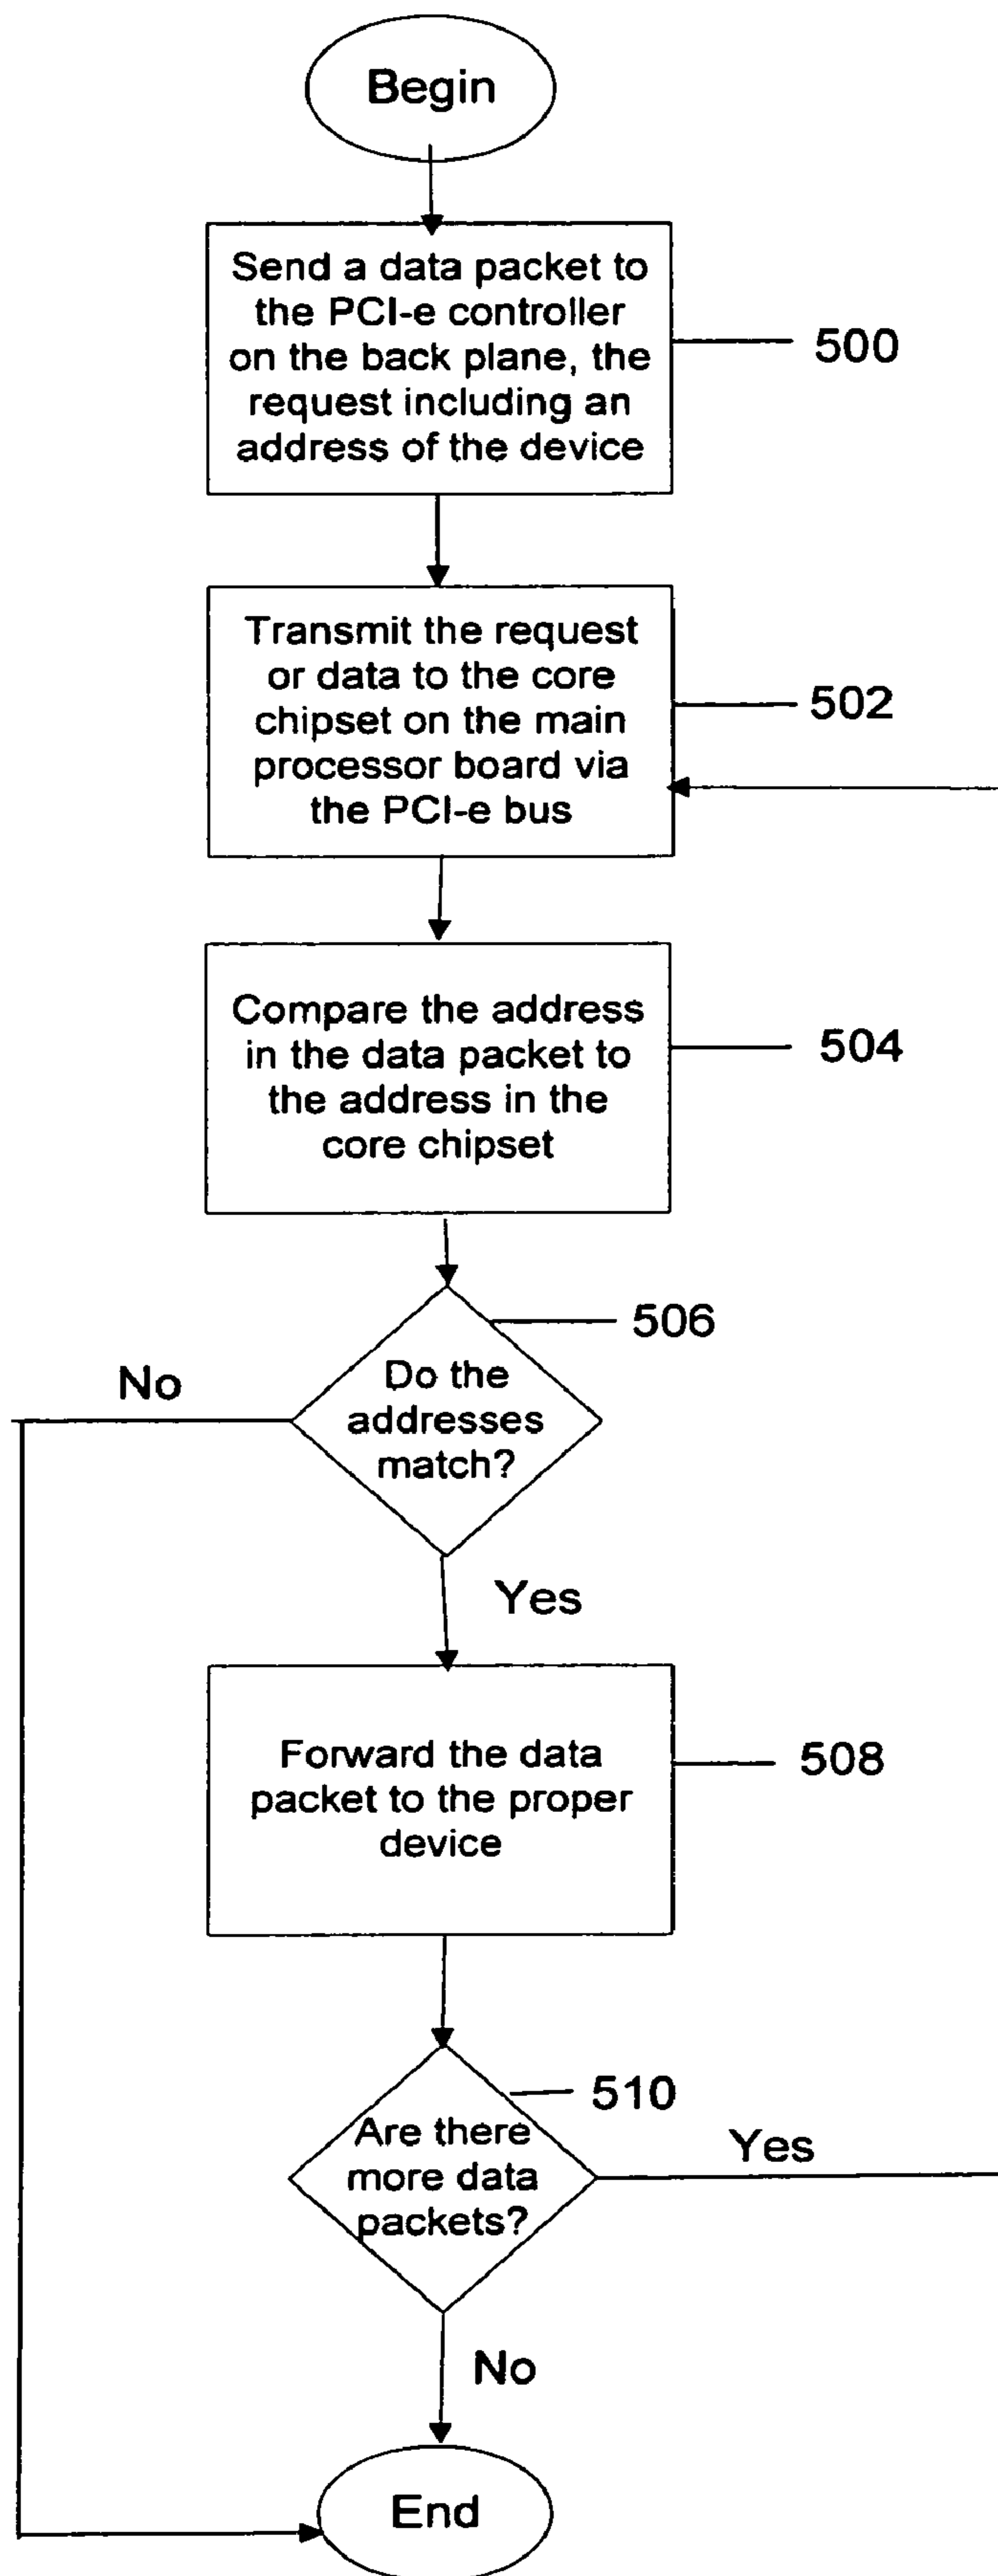 Begin
Send a data packet to
the PCI-e controller
on the back plane, the
request including an
address of the device
500
Transmit the request
or data to the core
chipset on the main
processor board via
the PCI-e bus
502
Compare the address
in the data packet to
the address in the
core chipset
504
506
Do the
addresses
match?
No
Yes
Forward the data
packet to the proper
device
508
510
Are there
more data
packets?
Yes
No
End